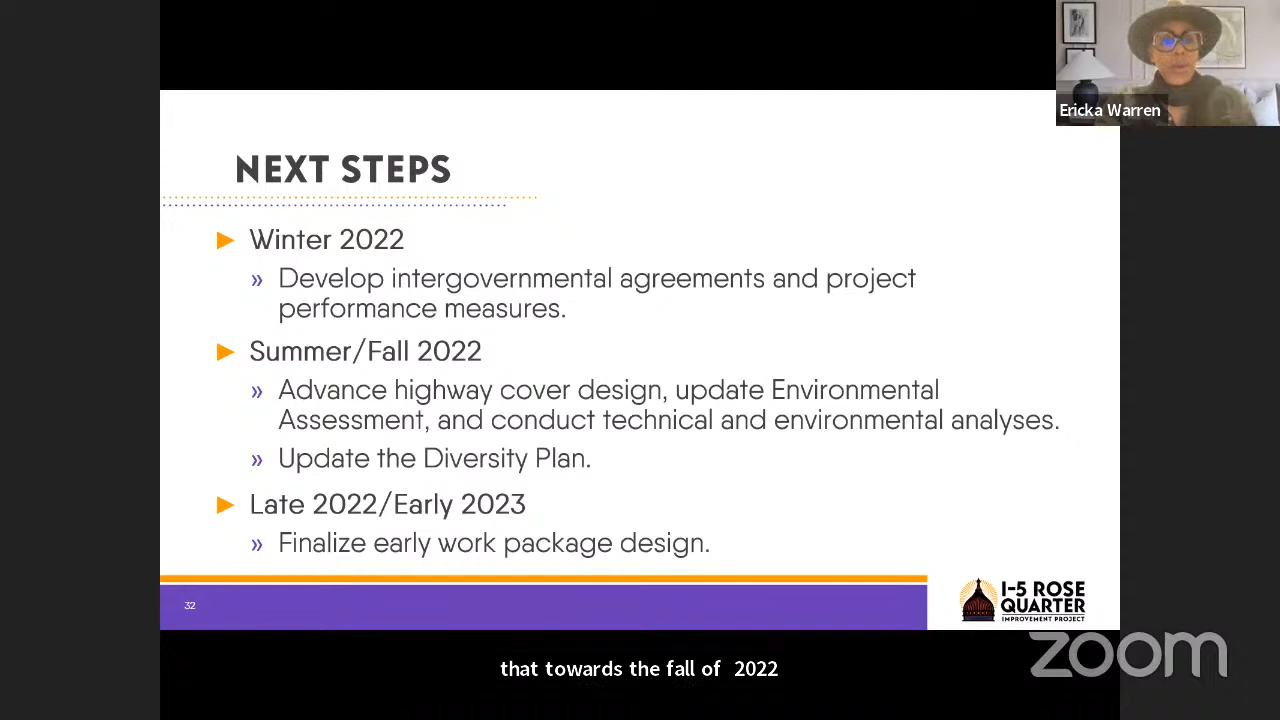 Ericka Warren
NEXT STEPS
▶ Winter 2022
» Develop intergovernmental agreements and project
performance measures.
▶ Summer/Fall 2022
» Advance highway cover design, update Environmental
Assessment, and conduct technical and environmental analyses.
» Update the Diversity Plan.
▶ Late 2022/Early 2023
» Finalize early work package design.
32
I-5 ROSE
QUARTER
IMPROVEMENT PROJECT
zoom
that towards the fall of 2022